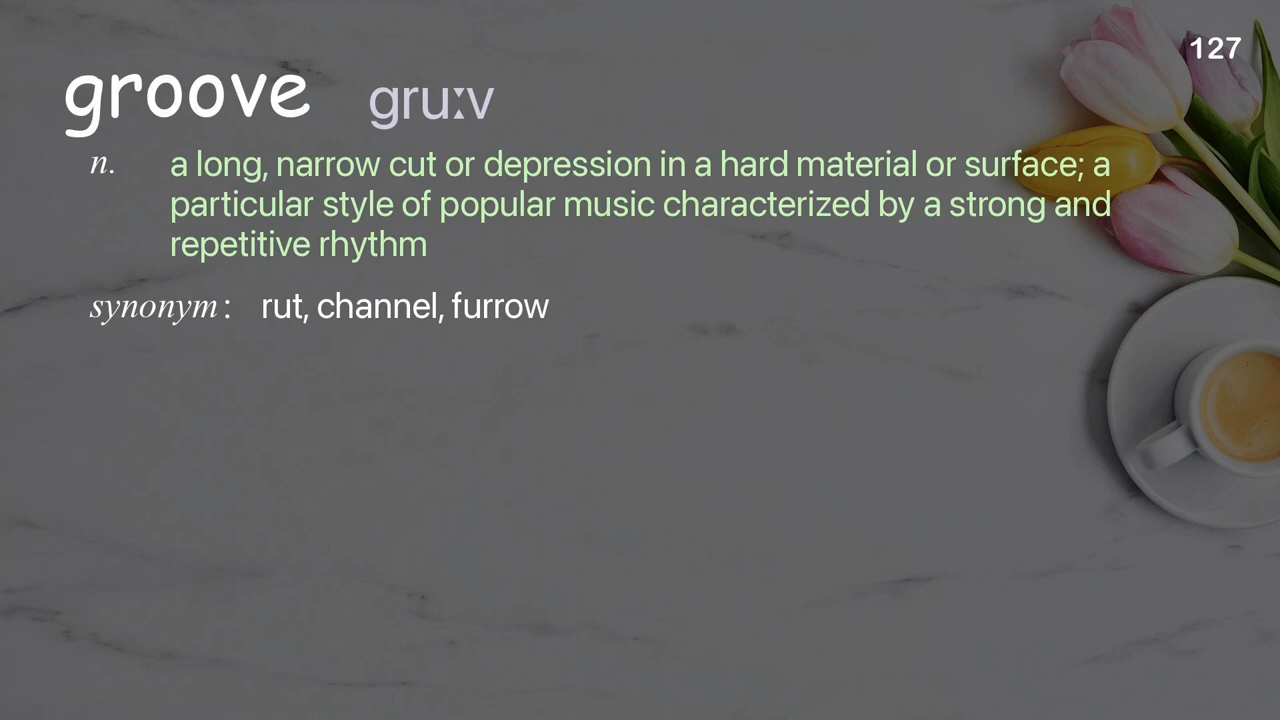 127
groove gruːv
n. a long, narrow cut or depression in a hard material or surface; a
particular style of popular music characterized by a strong and
repetitive rhythm
synonym : rut, channel, furrow